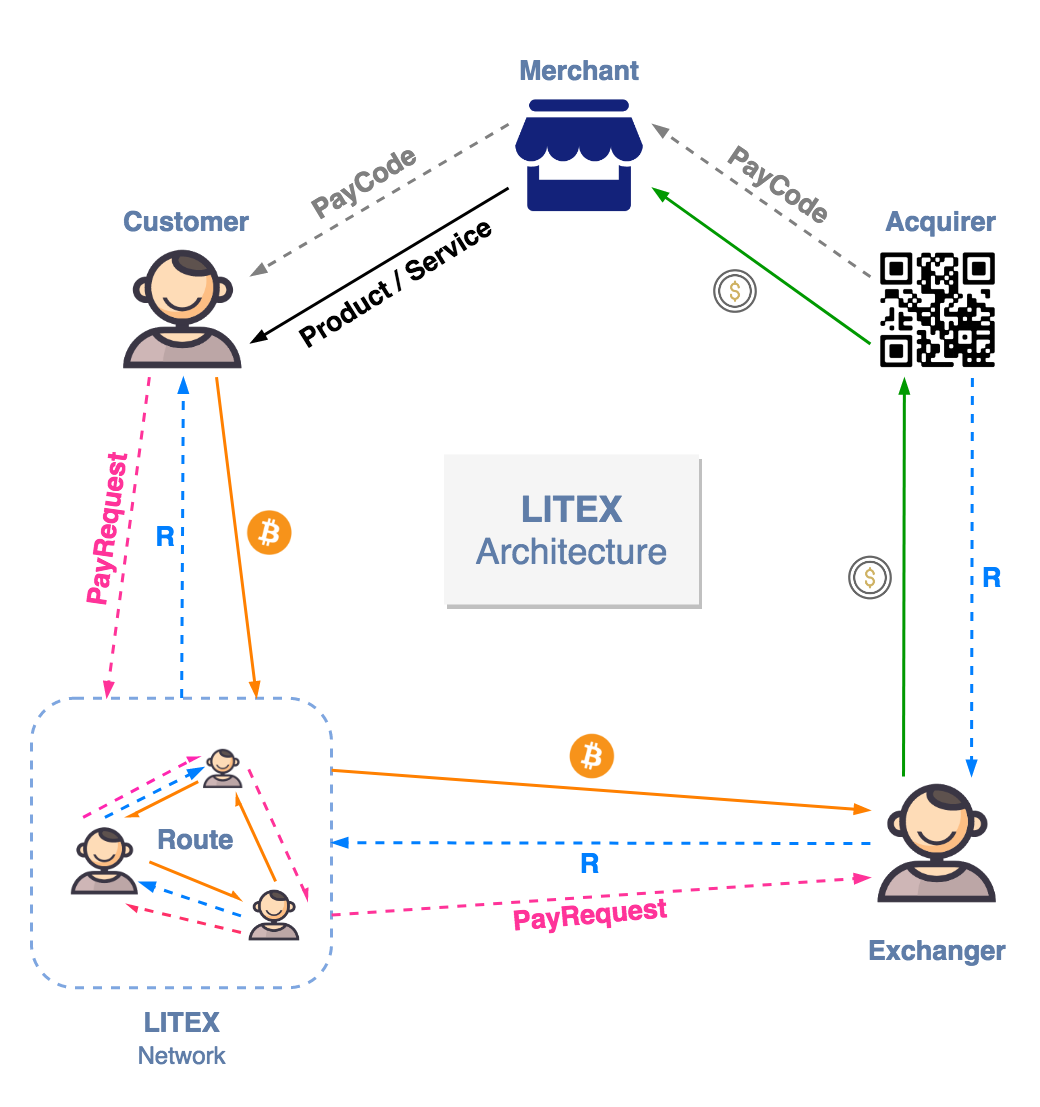 Merchant
PayCode
PayCode
Customer
Acquirer
Product / Service
$
PayRequest
R
LITEX
Architecture
$
R
Route
R
PayRequest
Exchanger
LITEX
Network